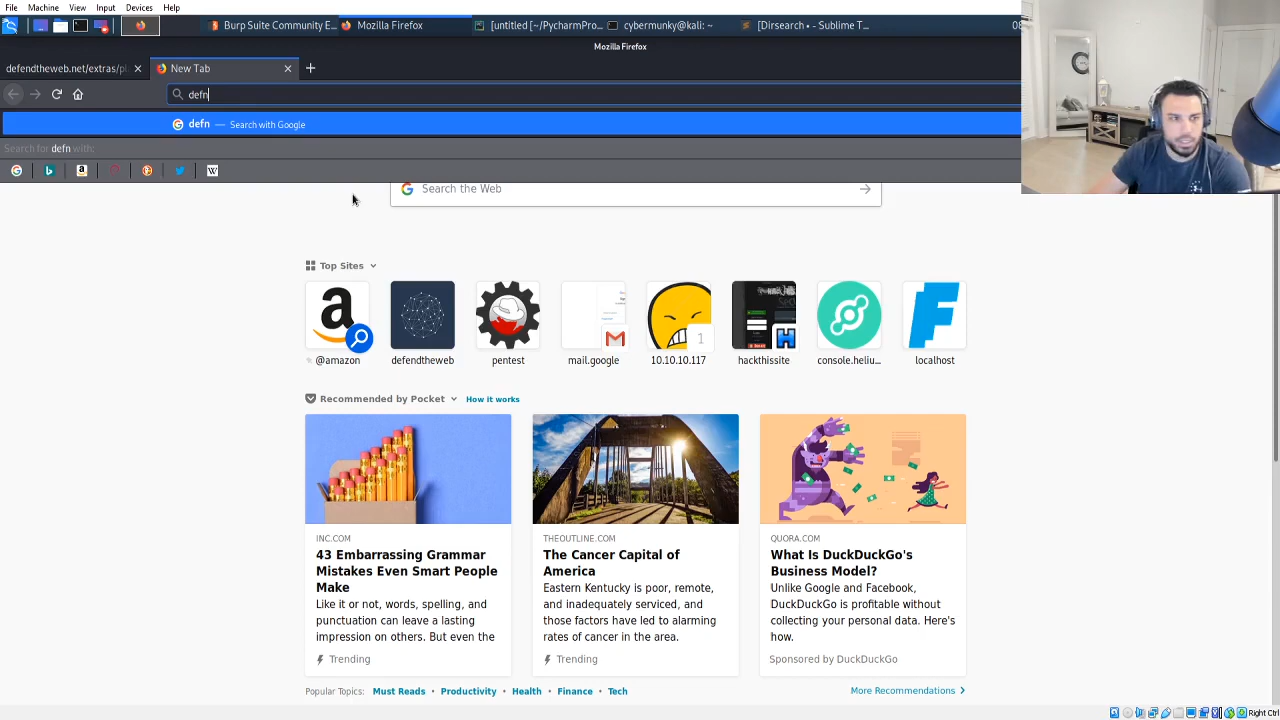 File Machine View Input Devices Help
Burp Suite Community E... Mozilla Firefox [untitled [~/PycharmPro... cybermunky@kali: ~ [Dirsearch • - Sublime T... 08
Mozilla Firefox
defendtheweb.net/extras/pl New Tab
defn
defn — Search with Google
Search for defn with:
Search the Web
Top Sites
@amazon defendtheweb pentest mail.google 10.10.10.117 hackthissite console.heliu... localhost
Recommended by Pocket How it works
INC.COM
43 Embarrassing Grammar
Mistakes Even Smart People
Make
Like it or not, words, spelling, and
punctuation can leave a lasting
impression on others. But even the
Trending
THEOUTLINE.COM
The Cancer Capital of
America
Eastern Kentucky is poor, remote,
and inadequately serviced, and
those factors have led to alarming
rates of cancer in the area.
Trending
QUORA.COM
What Is DuckDuckGo's
Business Model?
Unlike Google and Facebook,
DuckDuckGo is profitable without
collecting your personal data. Here's
how.
Sponsored by DuckDuckGo
Popular Topics: Must Reads • Productivity • Health • Finance • Tech
More Recommendations
Right Ctrl